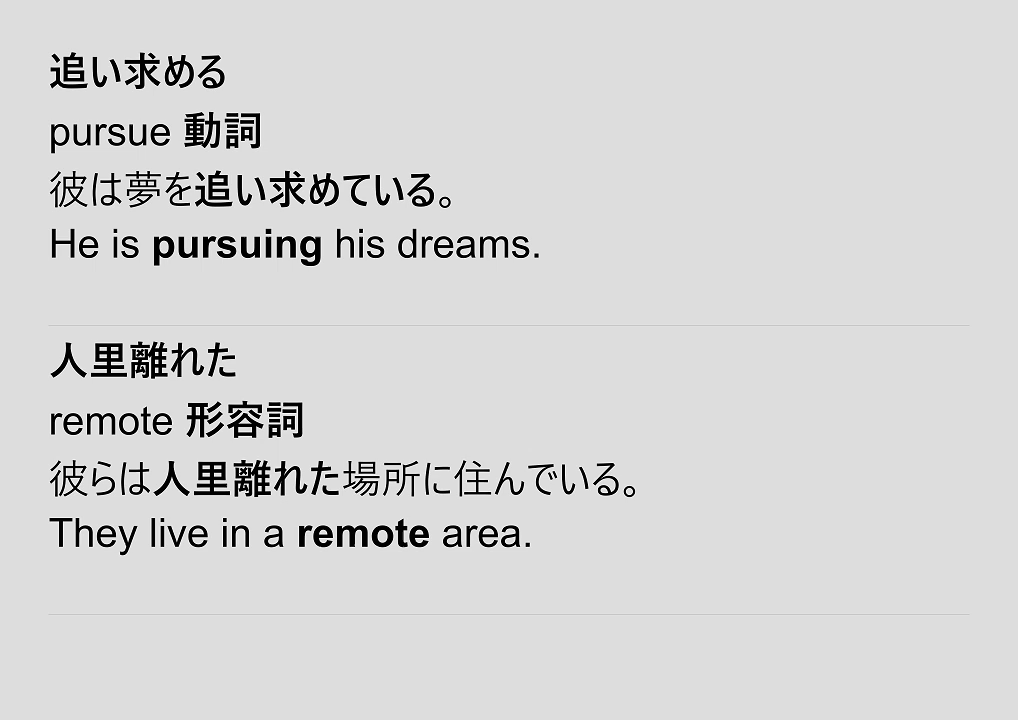 追い求める
pursue 動詞
彼は夢を追い求めている。
He is pursuing his dreams.
人里離れた
remote 形容詞
彼らは人里離れた場所に住んでいる。
They live in a remote area.